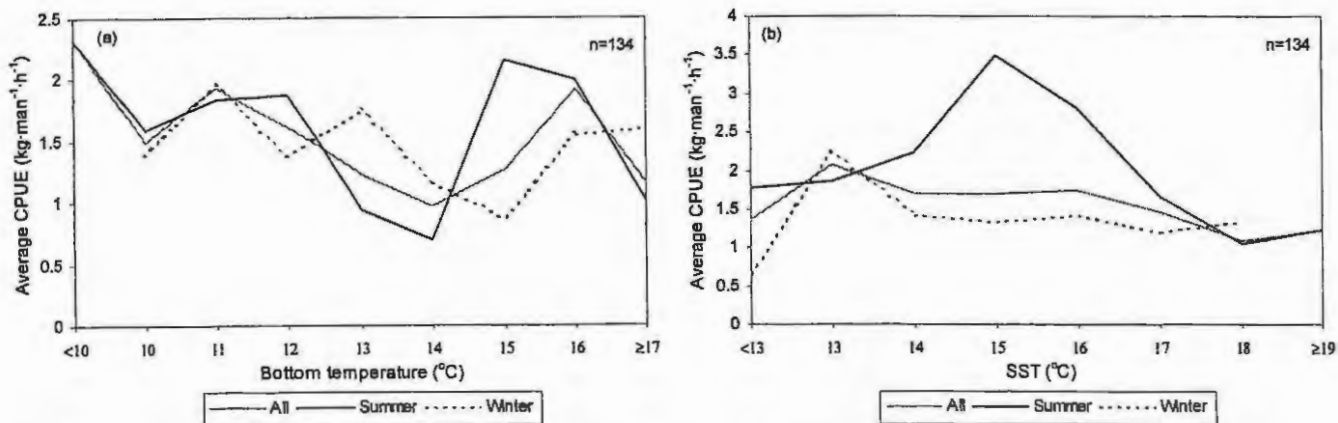 (a)
n=134
2.5
2
1.5
1
0.5
0
Average CPUE (kg·man⁻¹·h⁻¹)
<10 10 11 12 13 14 15 16 ≥17
Bottom temperature (°C)
All Summer Winter
(b)
n=134
4
3.5
3
2.5
2
1.5
1
0.5
0
Average CPUE (kg·man⁻¹·h⁻¹)
<13 13 14 15 16 17 18 ≥19
SST (°C)
All Summer Winter